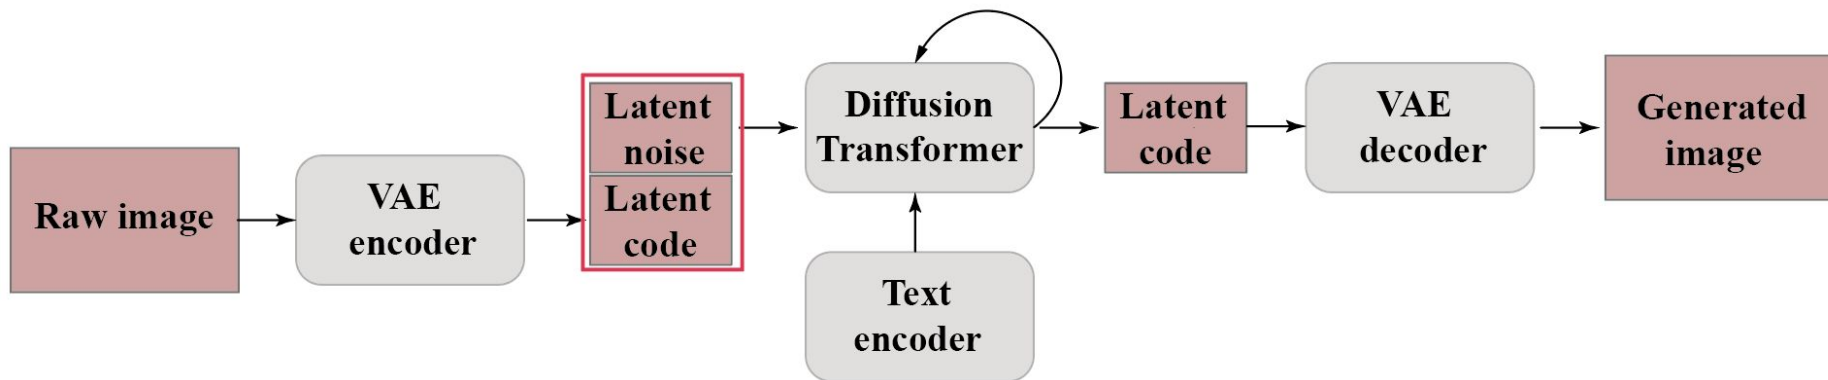 Raw image
VAE
encoder
Latent
noise
Latent
code
Diffusion
Transformer
Text
encoder
Latent
code
VAE
decoder
Generated
image